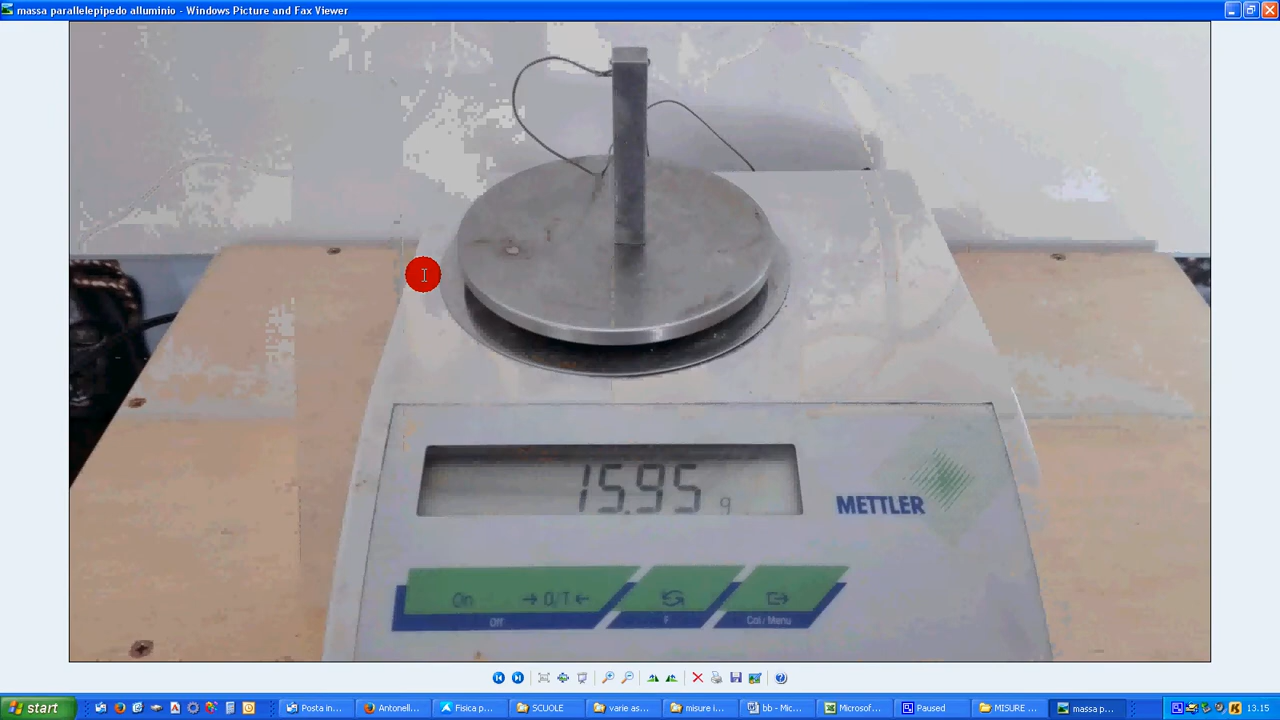 massa parallelepipedo alluminio - Windows Picture and Fax Viewer
15.95 g
METTLER
On →O/T←
Off F Cal/Menu
start
Posta in...
Antonell...
Fisica p...
SCUOLE
varie as...
misure i...
bb - Mic...
Microsof...
Paused
MISURE ...
massa p...
13.15